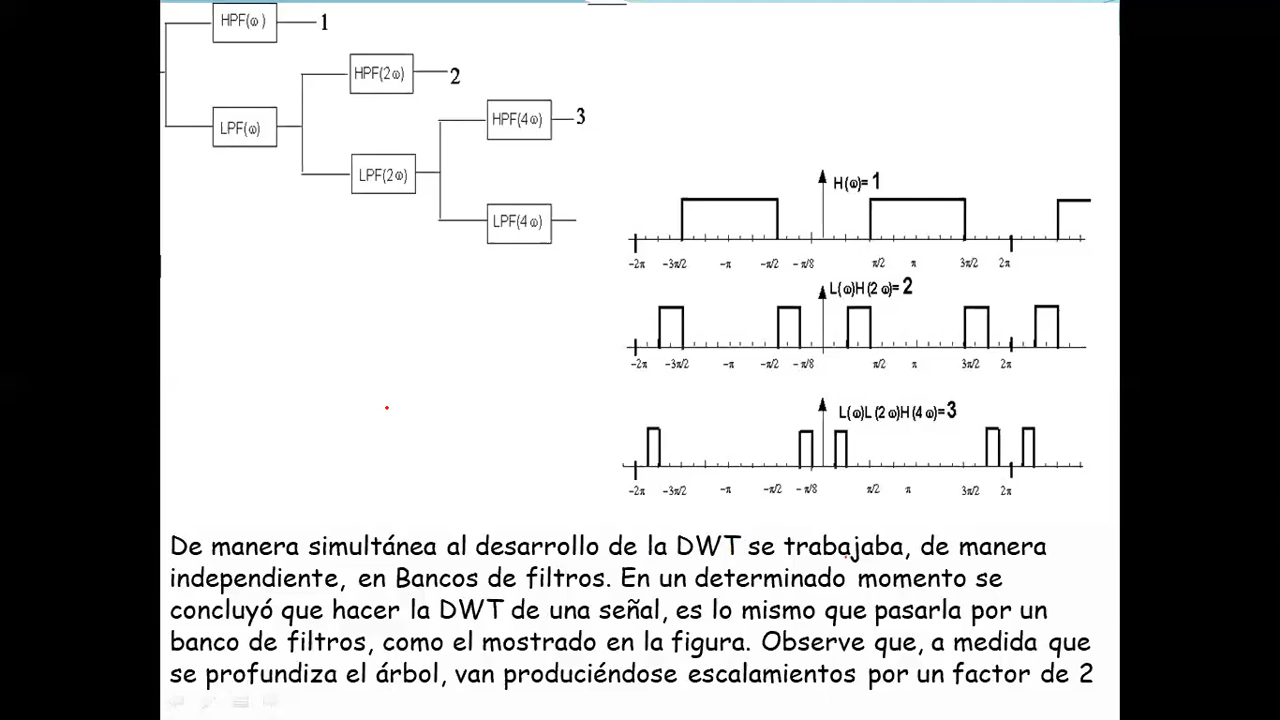 HPF(ω) 1
HPF(2ω) 2
LPF(ω)
HPF(4ω) 3
LPF(2ω)
LPF(4ω)
H(ω)= 1
-2π -3π/2 -π -π/2 -π/8 π/2 π 3π/2 2π
L(ω)H(2ω)= 2
-2π -3π/2 -π -π/2 -π/8 π/2 π 3π/2 2π
L(ω)L(2ω)H(4ω)=3
-2π -3π/2 -π -π/2 -π/8 π/2 π 3π/2 2π
De manera simultánea al desarrollo de la DWT se trabajaba, de manera
independiente, en Bancos de filtros. En un determinado momento se
concluyó que hacer la DWT de una señal, es lo mismo que pasarla por un
banco de filtros, como el mostrado en la figura. Observe que, a medida que
se profundiza el árbol, van produciéndose escalamientos por un factor de 2